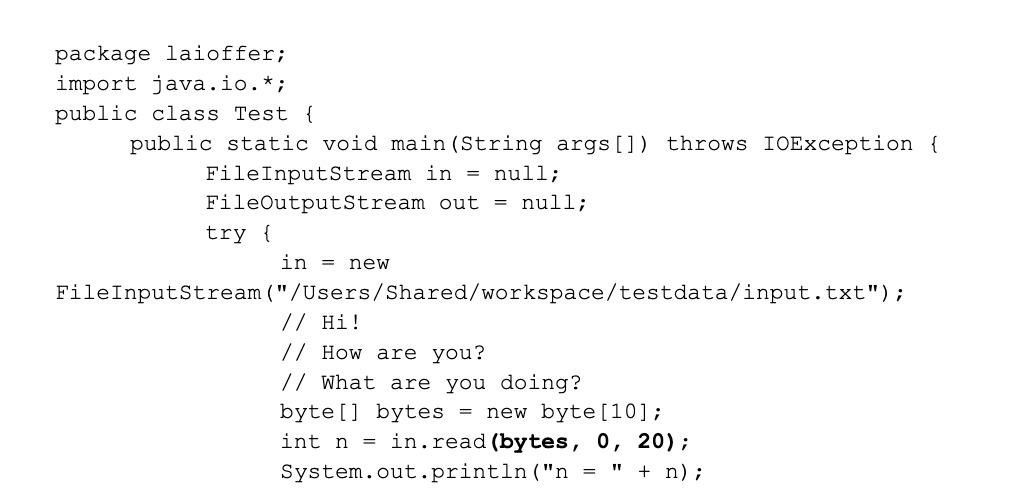 package laioffer;
import java.io.*;
public class Test {
public static void main(String args[]) throws IOException {
FileInputStream in = null;
FileOutputStream out = null;
try {
in = new
FileInputStream("/Users/Shared/workspace/testdata/input.txt");
// Hi!
// How are you?
// What are you doing?
byte[] bytes = new byte[10];
int n = in.read(bytes, 0, 20);
System.out.println("n = " + n);